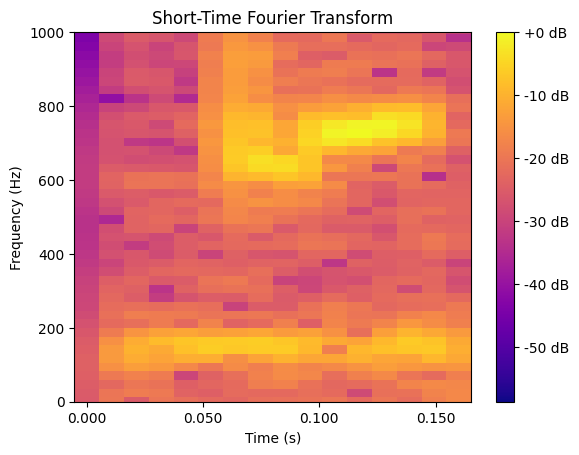 Short-Time Fourier Transform
1000
800
600
400
200
0
Frequency (Hz)
0.000
0.050
0.100
0.150
Time (s)
+0 dB
-10 dB
-20 dB
-30 dB
-40 dB
-50 dB